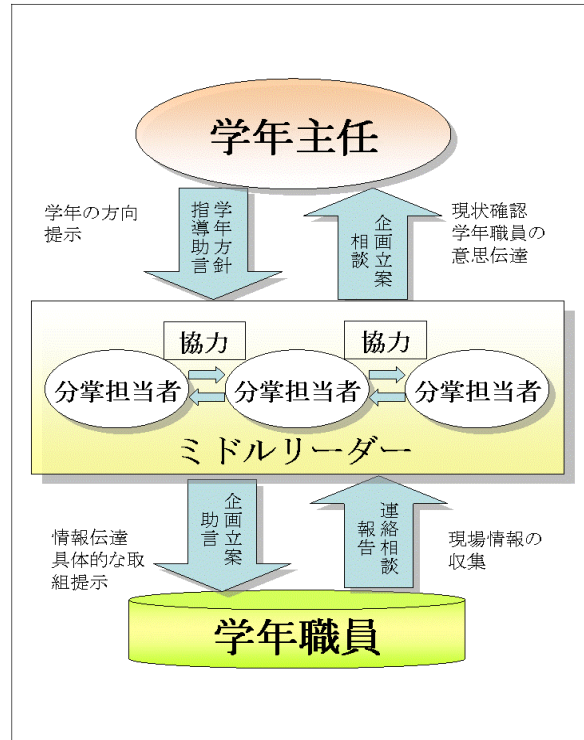 学年主任
学年の方向
提示
学年方針
指導助言
企画立案
相談
現状確認
学年職員の
意思伝達
協力
協力
分掌担当者
分掌担当者
分掌担当者
ミドルリーダー
情報伝達
具体的な取
組提示
企画立案
助言
連絡相談
報告
現場情報の
収集
学年職員